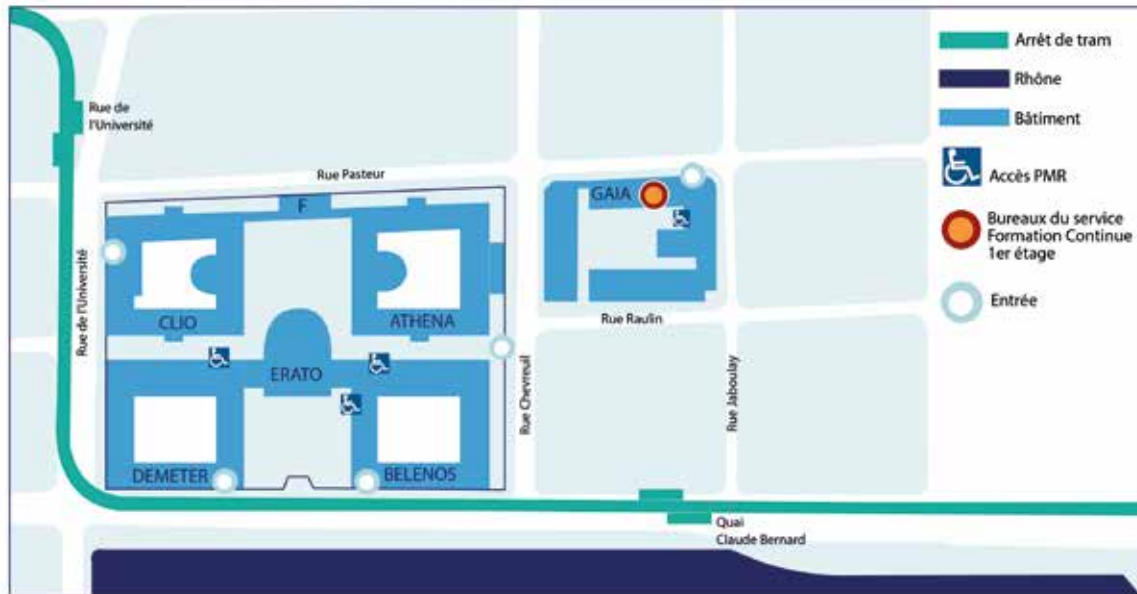 Arrêt de tram
Rhône
Bâtiment
Accès PMR
Bureaux du service
Formation Continue
1er étage
Entrée
Rue de
l'Université
Rue Pasteur
F
GAIA
Rue de l'Université
CLIO
ATHENA
Rue Raulin
ERATO
Rue Chevreuil
Rue Jaboulay
DEMETER
BELENOS
Quai
Claude Bernard